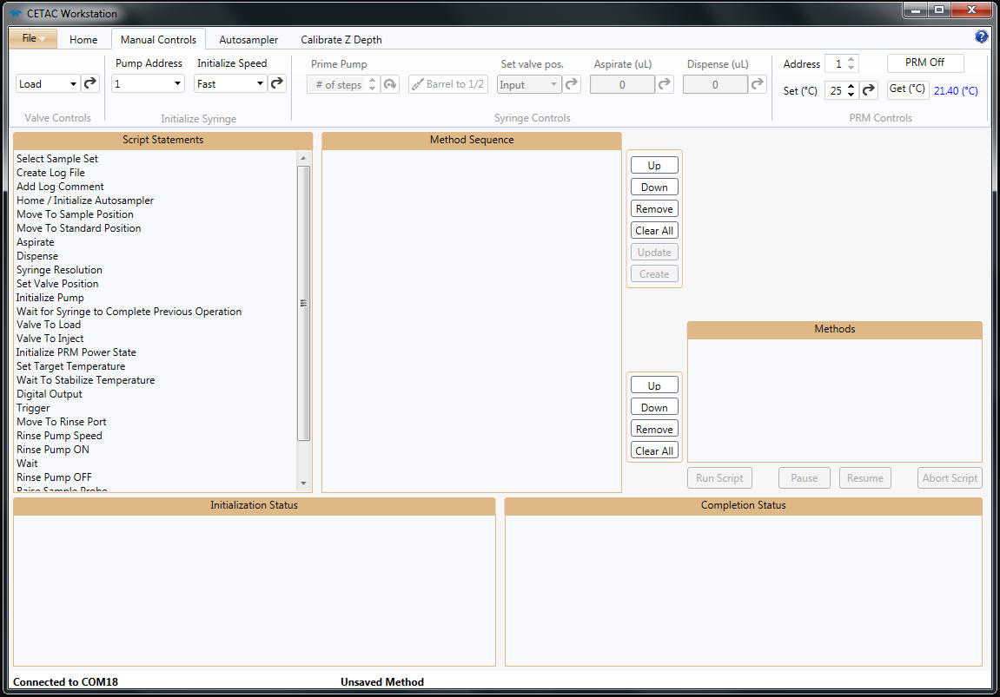 CETAC Workstation
File
Home
Manual Controls
Autosampler
Calibrate Z Depth
Load
Valve Controls
Pump Address
Initialize Speed
1
Fast
Initialize Syringe
Prime Pump
# of steps
Barrel to 1/2
Set valve pos.
Input
Aspirate (uL)
0
Dispense (uL)
0
Syringe Controls
Address
1
PRM Off
Set (°C)
25
Get (°C)
21.40 (°C)
PRM Controls
Script Statements
Select Sample Set
Create Log File
Add Log Comment
Home / Initialize Autosampler
Move To Sample Position
Move To Standard Position
Aspirate
Dispense
Syringe Resolution
Set Valve Position
Initialize Pump
Wait for Syringe to Complete Previous Operation
Valve To Load
Valve To Inject
Initialize PRM Power State
Set Target Temperature
Wait To Stabilize Temperature
Digital Output
Trigger
Move To Rinse Port
Rinse Pump Speed
Rinse Pump ON
Wait
Rinse Pump OFF
Raise Sample Probe
Method Sequence
Up
Down
Remove
Clear All
Update
Create
Up
Down
Remove
Clear All
Methods
Run Script
Pause
Resume
Abort Script
Initialization Status
Completion Status
Connected to COM18
Unsaved Method